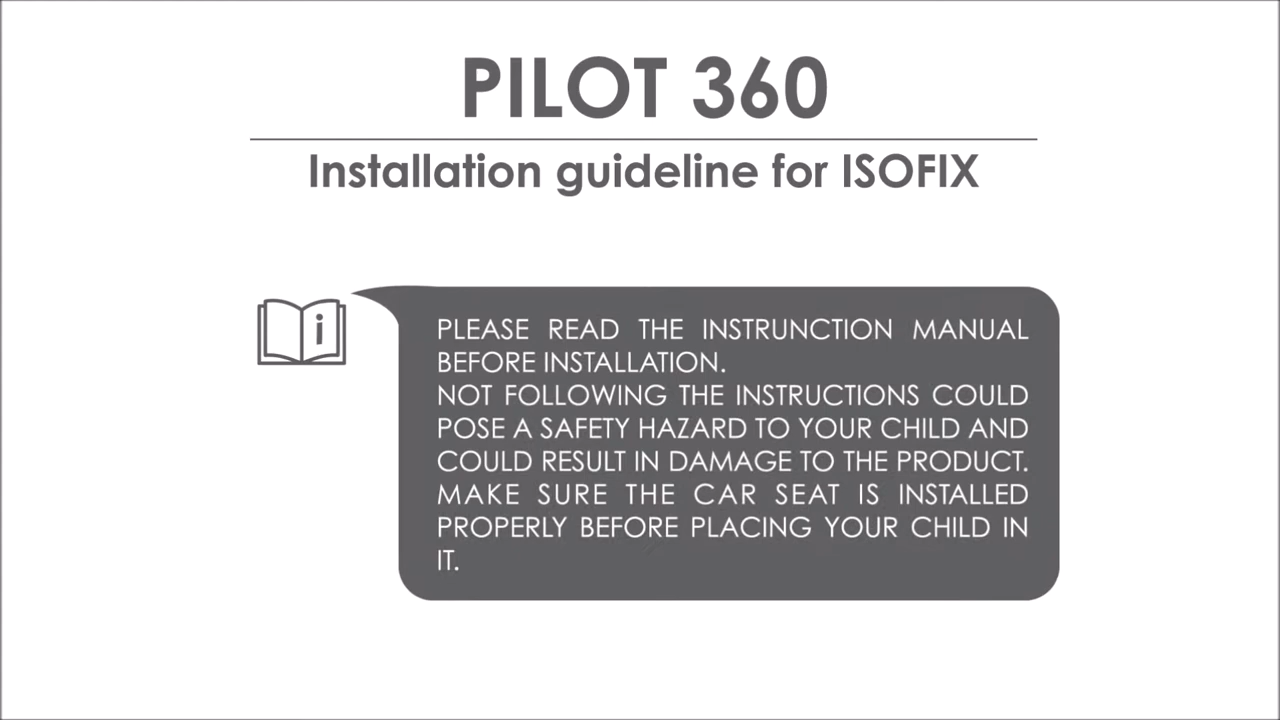 PILOT 360
Installation guideline for ISOFIX
i
PLEASE READ THE INSTRUNCTION MANUAL
BEFORE INSTALLATION.
NOT FOLLOWING THE INSTRUCTIONS COULD
POSE A SAFETY HAZARD TO YOUR CHILD AND
COULD RESULT IN DAMAGE TO THE PRODUCT.
MAKE SURE THE CAR SEAT IS INSTALLED
PROPERLY BEFORE PLACING YOUR CHILD IN
IT.